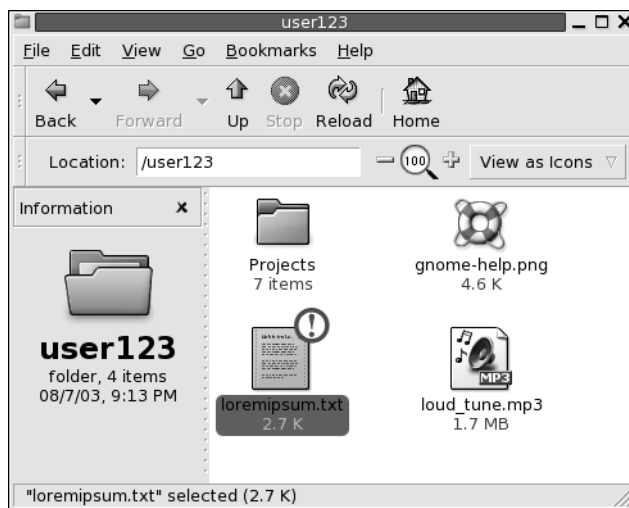 user123
File Edit View Go Bookmarks Help
Back Forward Up Stop Reload Home
Location: /user123 100 View as Icons
Information
user123
folder, 4 items
08/7/03, 9:13 PM
Projects
7 items
gnome-help.png
4.6 K
loremipsum.txt
2.7 K
MP3
loud_tune.mp3
1.7 MB
"loremipsum.txt" selected (2.7 K)